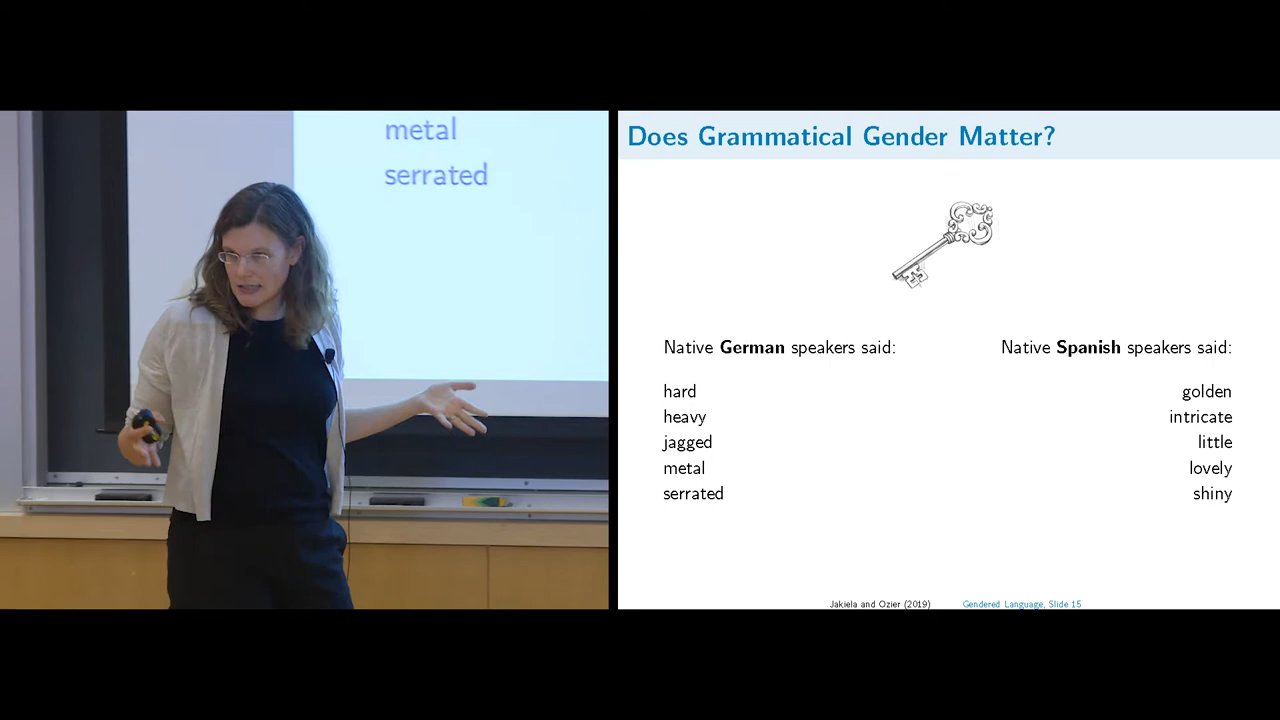 metal
serrated
Does Grammatical Gender Matter?
Native German speakers said:
Native Spanish speakers said:
hard
golden
heavy
intricate
jagged
little
metal
lovely
serrated
shiny
Jakiela and Ozier (2019)
Gendered Language, Slide 15